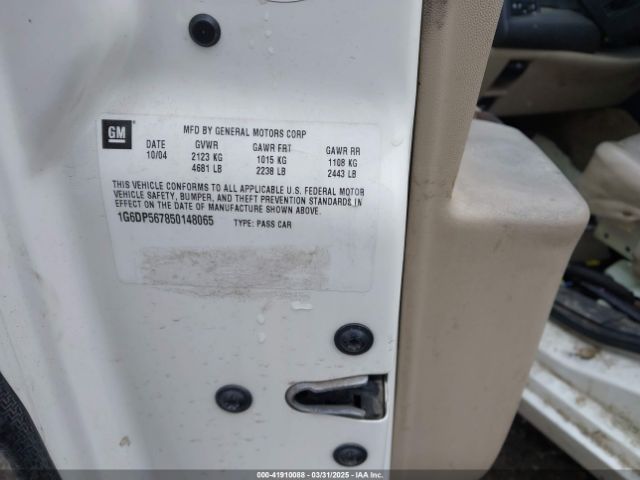 GM
MFD BY GENERAL MOTORS CORP
DATE GVWR GAWR FRT GAWR RR
10/04 2123 KG 1015 KG 1108 KG
4681 LB 2238 LB 2443 LB
THIS VEHICLE CONFORMS TO ALL APPLICABLE U.S. FEDERAL MOTOR
VEHICLE SAFETY, BUMPER, AND THEFT PREVENTION STANDARDS IN
EFFECT ON THE DATE OF MANUFACTURE SHOWN ABOVE.
1G6DP567850148065 TYPE: PASS CAR
000-41910088 - 03/31/2025 - IAA Inc.